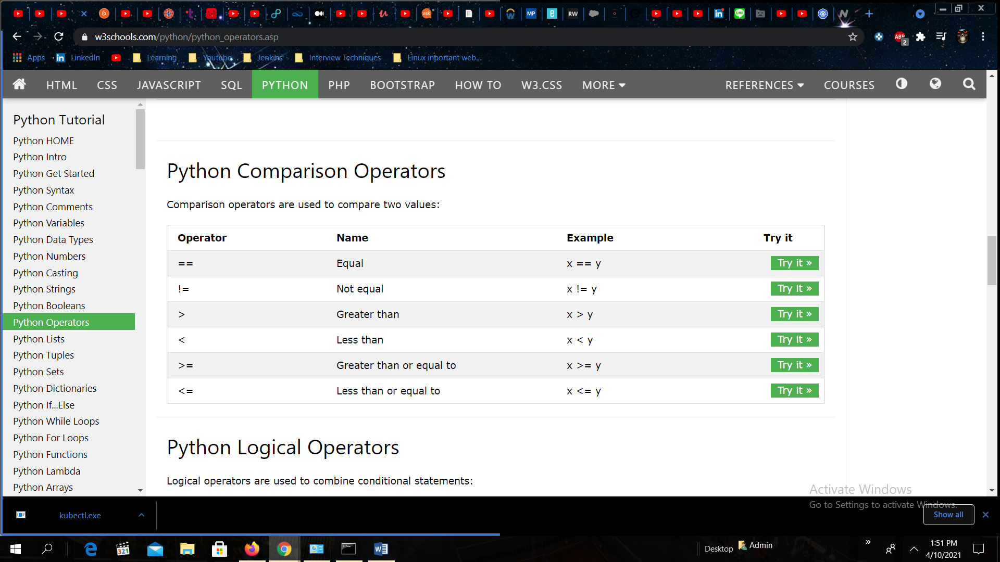 ask
MP
RW
w3schools.com/python/python_operators.asp
ABP
2
Apps
LinkedIn
Learning
Youtube
Jenkins
Interview Techniques
Linux inportant web...
HTML
CSS
JAVASCRIPT
SQL
PYTHON
PHP
BOOTSTRAP
HOW TO
W3.CSS
MORE
REFERENCES
COURSES
Python Tutorial
Python HOME
Python Intro
Python Get Started
Python Syntax
Python Comments
Python Variables
Python Data Types
Python Numbers
Python Casting
Python Strings
Python Booleans
Python Operators
Python Lists
Python Tuples
Python Sets
Python Dictionaries
Python If...Else
Python While Loops
Python For Loops
Python Functions
Python Lambda
Python Arrays
Python Comparison Operators
Comparison operators are used to compare two values:
Operator Name Example Try it
== Equal x == y Try it »
!= Not equal x != y Try it »
> Greater than x > y Try it »
< Less than x < y Try it »
>= Greater than or equal to x >= y Try it »
<= Less than or equal to x <= y Try it »
Python Logical Operators
Logical operators are used to combine conditional statements:
Activate Windows
Go to Settings to activate Windows.
kubectl.exe
Show all
Desktop
Admin
1:51 PM
4/10/2021